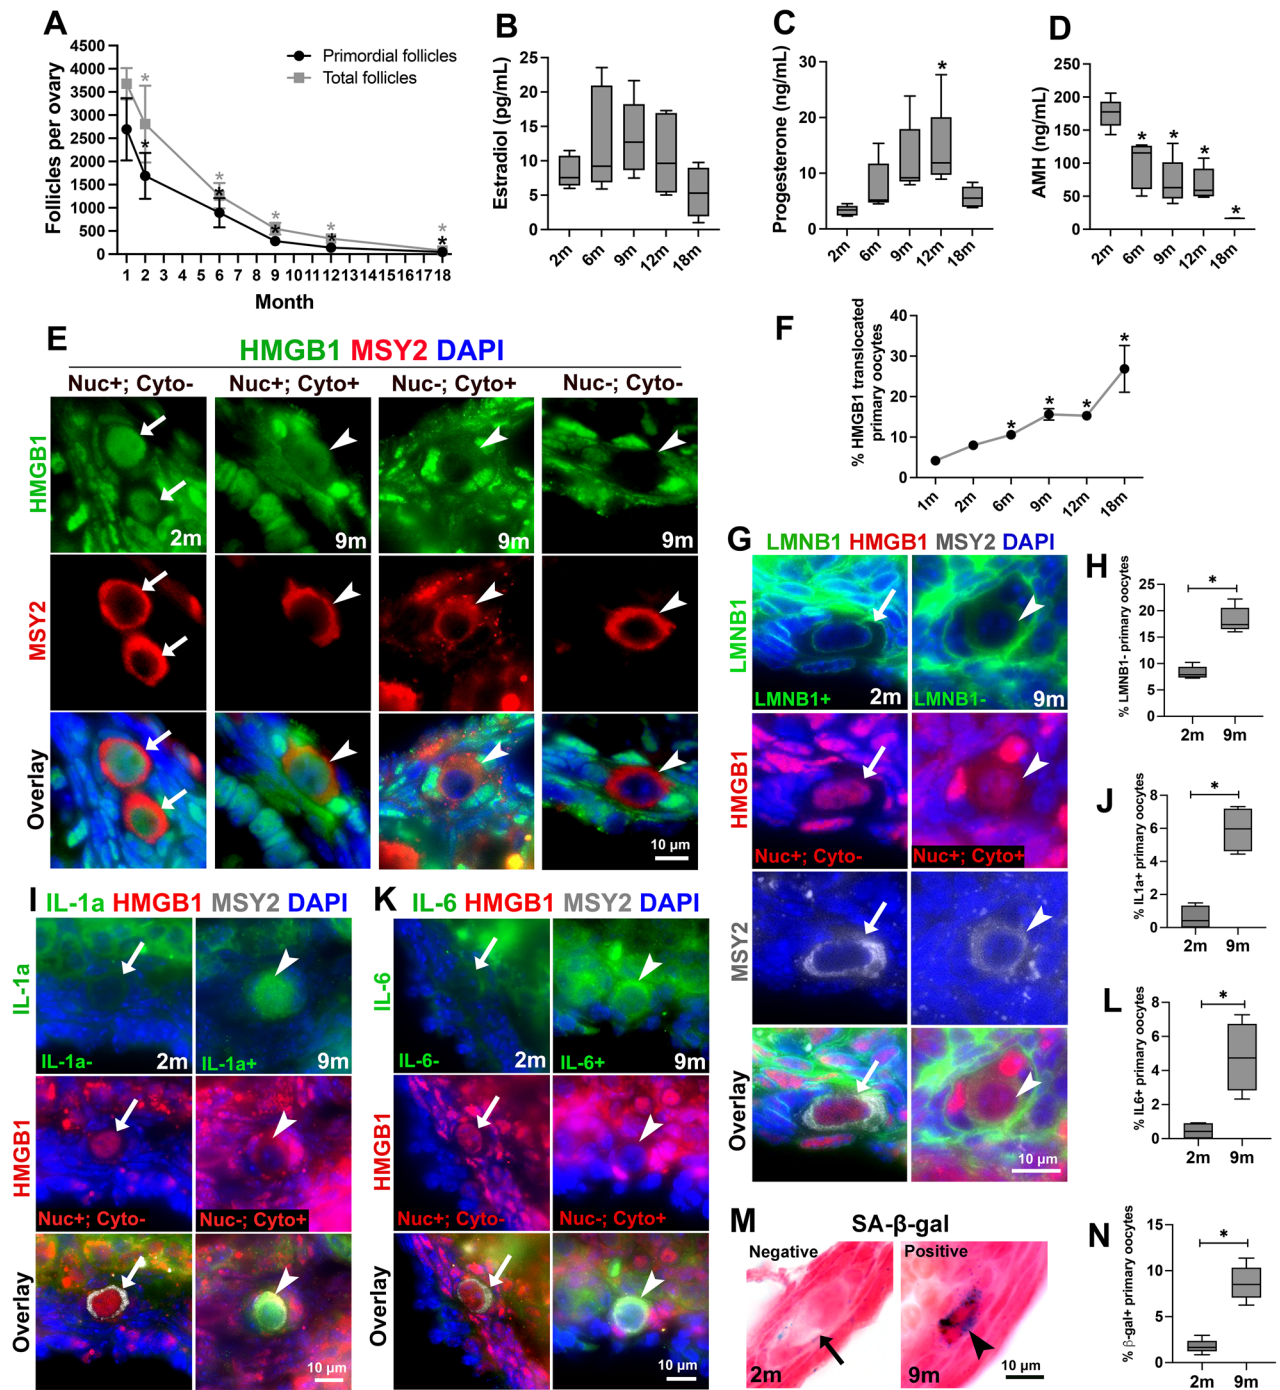 A
Follicles per ovary
4500
4000
3500
3000
2500
2000
1500
1000
500
0
Primordial follicles
Total follicles
* * * * * *
* * * *
1 2 3 4 5 6 7 8 9 10 11 12 13 14 15 16 17 18
Month
B
Estradiol (pg/mL)
25
20
15
10
5
0
2m 6m 9m 12m 18m
C
Progesterone (ng/mL)
30
20
10
0
*
2m 6m 9m 12m 18m
D
AMH (ng/mL)
250
200
150
100
50
0
* * * *
2m 6m 9m 12m 18m
E
HMGB1 MSY2 DAPI
Nuc+; Cyto- Nuc+; Cyto+ Nuc-; Cyto+ Nuc-; Cyto-
HMGB1
2m 9m 9m 9m
MSY2
Overlay
10 µm
F
% HMGB1 translocated
primary oocytes
40
30
20
10
0
* * * *
1m 2m 6m 9m 12m 18m
G
LMNB1 HMGB1 MSY2 DAPI
LMNB1
LMNB1+ 2m LMNB1- 9m
HMGB1
Nuc+; Cyto- Nuc+; Cyto+
MSY2
Overlay
10 µm
H
% LMNB1- primary oocytes
25
20
15
10
5
0
*
2m 9m
I
IL-1a HMGB1 MSY2 DAPI
IL-1a
IL-1a- 2m IL-1a+ 9m
HMGB1
Nuc+; Cyto- Nuc-; Cyto+
Overlay
10 µm
J
% IL1a+ primary oocytes
8
6
4
2
0
*
2m 9m
K
IL-6 HMGB1 MSY2 DAPI
IL-6
IL-6- 2m IL-6+ 9m
HMGB1
Nuc+; Cyto- Nuc-; Cyto+
Overlay
10 µm
L
% IL6+ primary oocytes
8
6
4
2
0
*
2m 9m
M
SA-β-gal
Negative Positive
2m 9m
10 µm
N
% β-gal+ primary oocytes
15
10
5
0
*
2m 9m